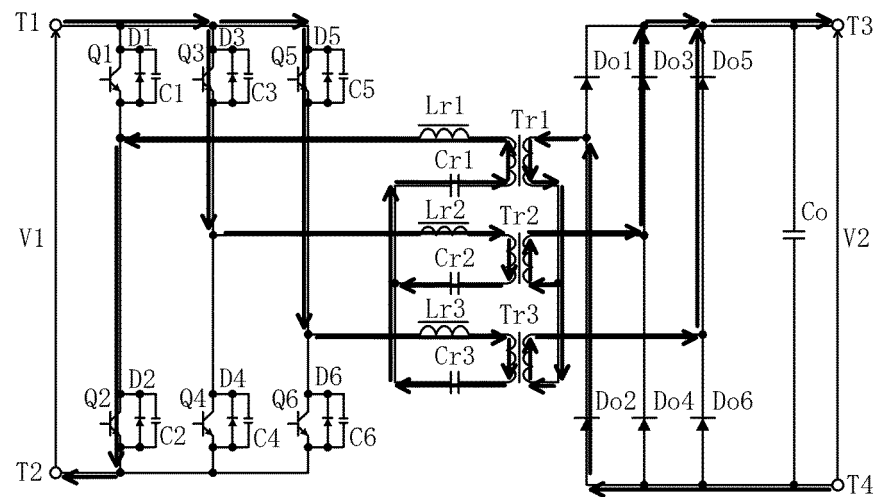 T1 D1 D3 D5 T3
Q1 Q3 Q5 Do1 Do3 Do5
C1 C3 C5
Lr1 Tr1
Cr1
Lr2 Tr2
V1 Cr2 Co V2
Lr3 Tr3
Cr3
D2 D4 D6
Q2 Q4 Q6 Do2 Do4 Do6
C2 C4 C6
T2 T4